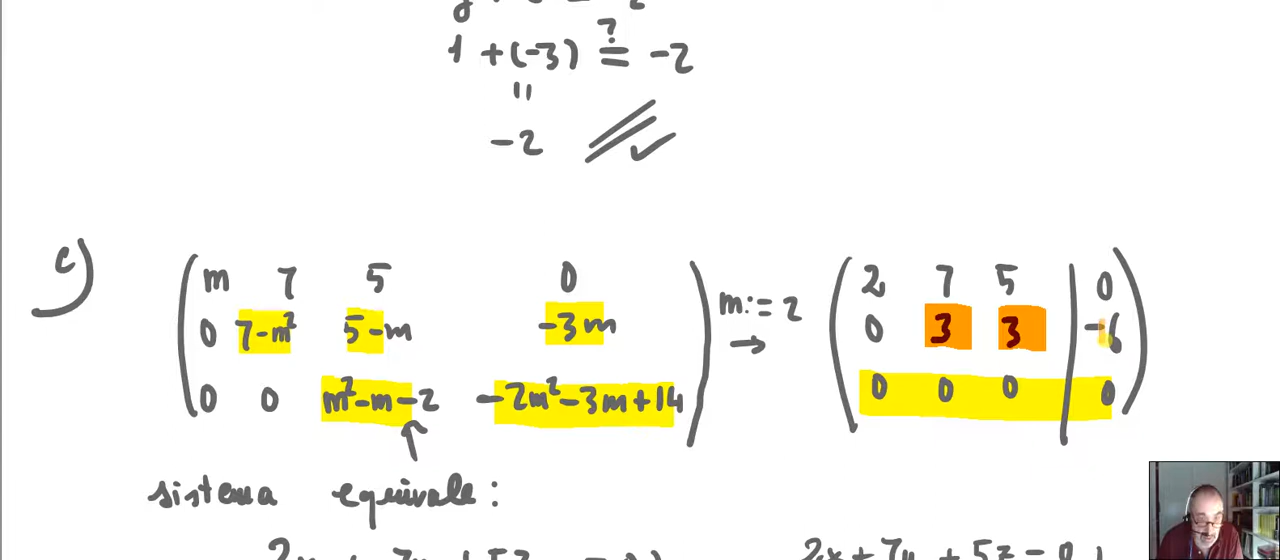 1 + (-3) ≟ -2
"
-2
c)
m 7 5 0
0 7-m² 5-m -3m
0 0 m²-m-2 -2m²-3m+14
m:=2
→
2 7 5 | 0
0 3 3 | -6
0 0 0 | 0
sistema equivale: